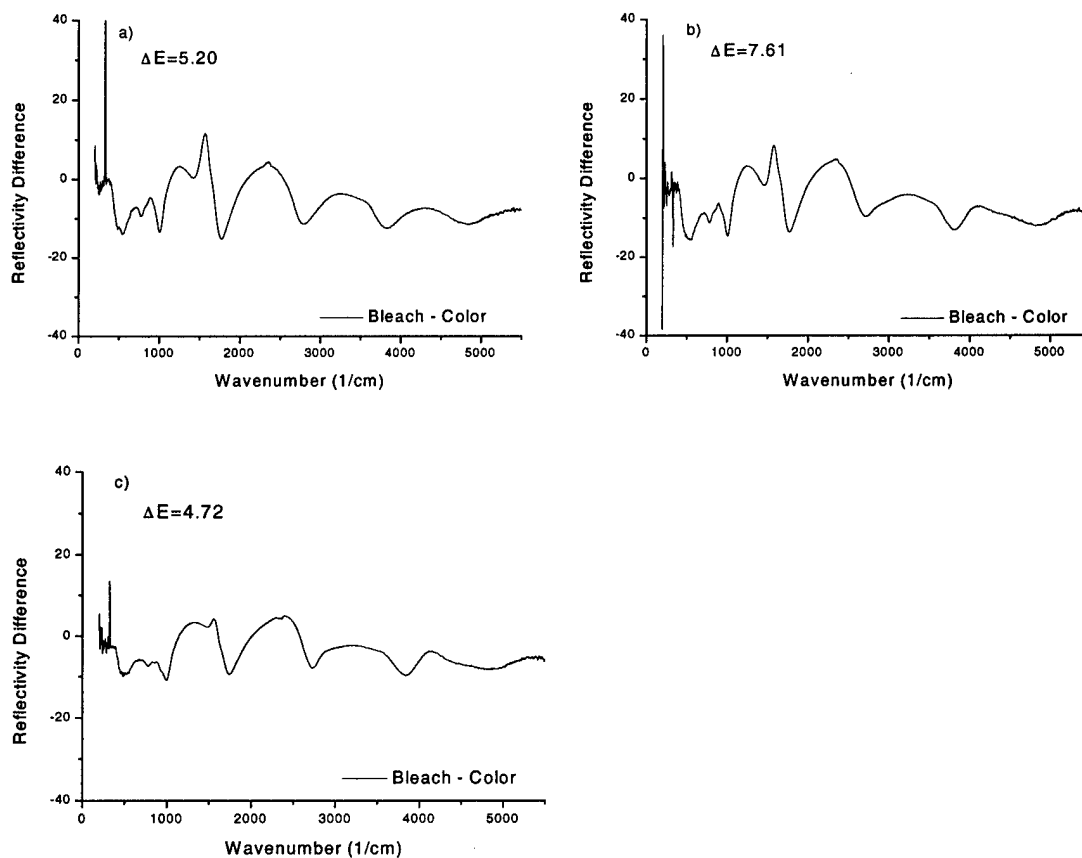 a)
ΔE=5.20
Reflectivity Difference
40
20
0
-20
-40
0 1000 2000 3000 4000 5000
Wavenumber (1/cm)
Bleach - Color
b)
ΔE=7.61
Reflectivity Difference
40
20
0
-20
-40
0 1000 2000 3000 4000 5000
Wavenumber (1/cm)
Bleach - Color
c)
ΔE=4.72
Reflectivity Difference
40
20
0
-20
-40
0 1000 2000 3000 4000 5000
Wavenumber (1/cm)
Bleach - Color